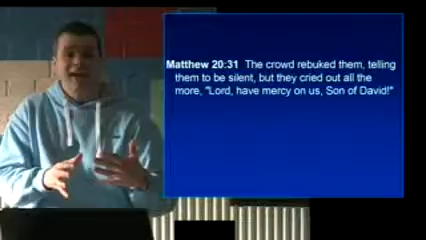 Matthew 20:31 The crowd rebuked them, telling
them to be silent, but they cried out all the
more, "Lord, have mercy on us, Son of David!"